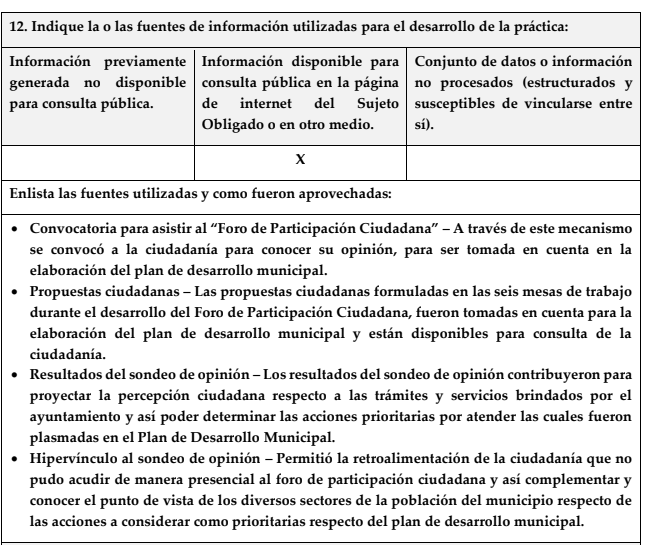 12. Indique la o las fuentes de información utilizadas para el desarrollo de la práctica:
Información previamente generada no disponible para consulta pública.
Información disponible para consulta pública en la página de internet del Sujeto Obligado o en otro medio.
Conjunto de datos o información no procesados (estructurados y susceptibles de vincularse entre sí).
X
Enlista las fuentes utilizadas y como fueron aprovechadas:
• Convocatoria para asistir al “Foro de Participación Ciudadana” – A través de este mecanismo
se convocó a la ciudadanía para conocer su opinión, para ser tomada en cuenta en la
elaboración del plan de desarrollo municipal.
• Propuestas ciudadanas – Las propuestas ciudadanas formuladas en las seis mesas de trabajo
durante el desarrollo del Foro de Participación Ciudadana, fueron tomadas en cuenta para la
elaboración del plan de desarrollo municipal y están disponibles para consulta de la
ciudadanía.
• Resultados del sondeo de opinión – Los resultados del sondeo de opinión contribuyeron para
proyectar la percepción ciudadana respecto a las trámites y servicios brindados por el
ayuntamiento y así poder determinar las acciones prioritarias por atender las cuales fueron
plasmadas en el Plan de Desarrollo Municipal.
• Hipervínculo al sondeo de opinión – Permitió la retroalimentación de la ciudadanía que no
pudo acudir de manera presencial al foro de participación ciudadana y así complementar y
conocer el punto de vista de los diversos sectores de la población del municipio respecto de
las acciones a considerar como prioritarias respecto del plan de desarrollo municipal.